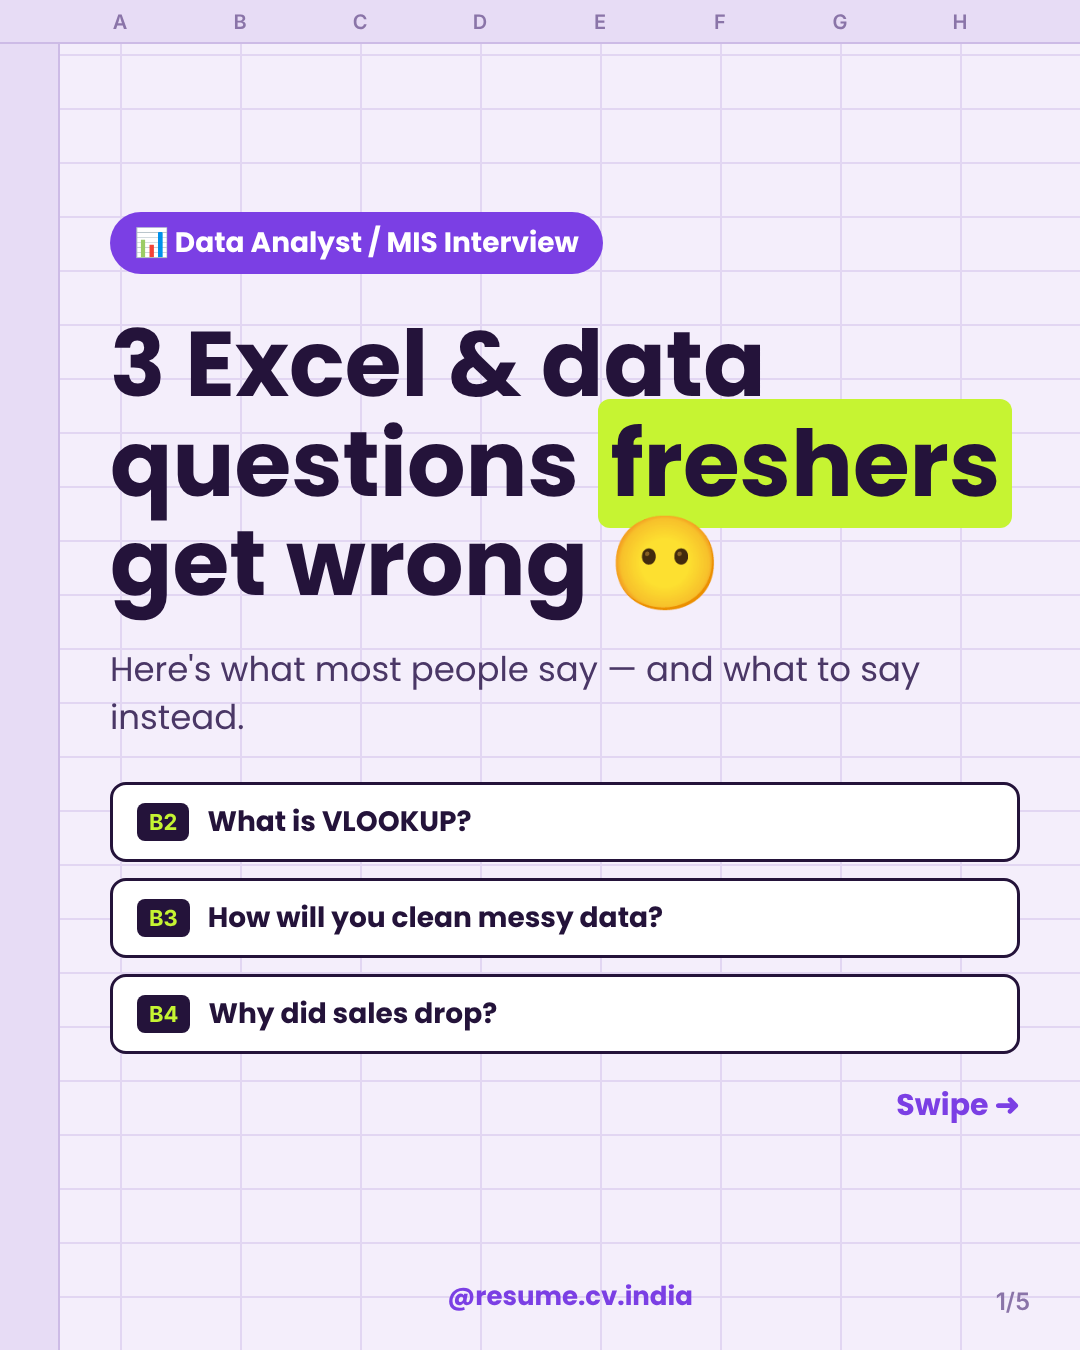 A B C D E F G H
📊 Data Analyst / MIS Interview
3 Excel & data
questions freshers
get wrong 😶
Here's what most people say — and what to say
instead.
B2 What is VLOOKUP?
B3 How will you clean messy data?
B4 Why did sales drop?
Swipe ➜
@resume.cv.india
1/5